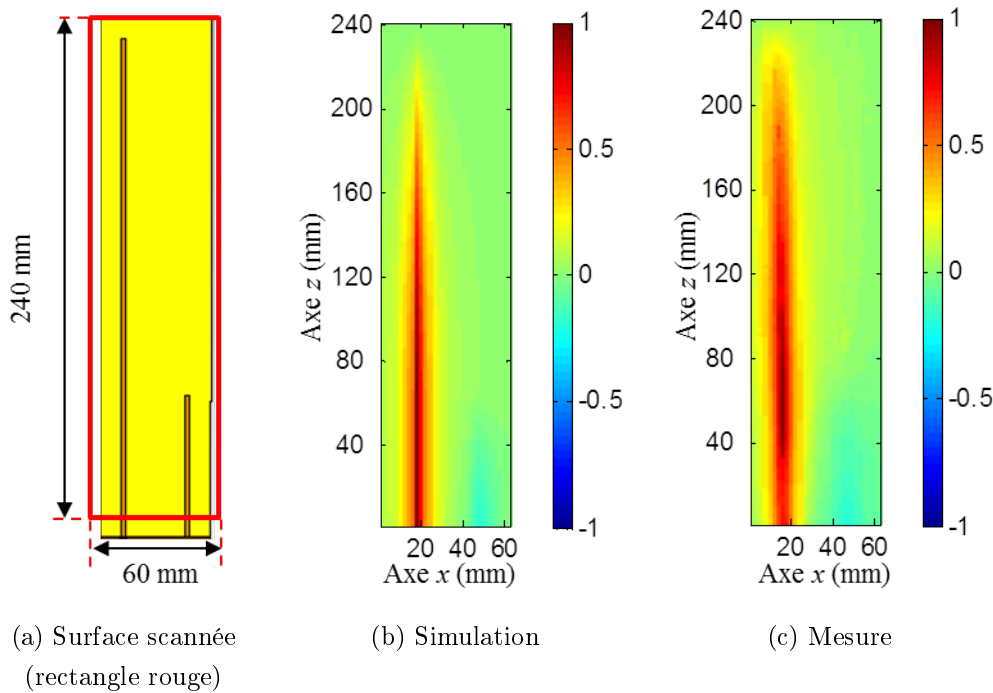 240 mm
60 mm
240
200
160
120
80
40
20 40 60
Axe z (mm)
Axe x (mm)
1
0.5
0
-0.5
-1
240
200
160
120
80
40
20 40 60
Axe z (mm)
Axe x (mm)
1
0.5
0
-0.5
-1
(a) Surface scannée
(rectangle rouge)
(b) Simulation
(c) Mesure